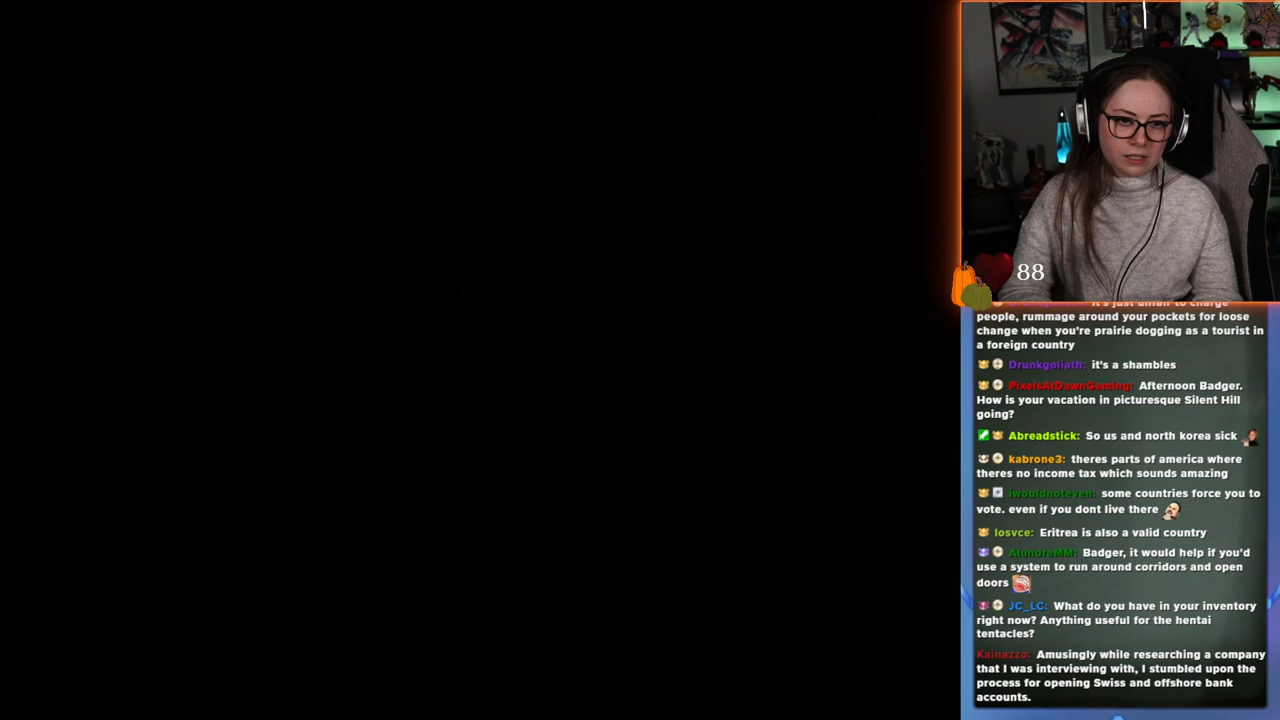 88
people, rummage around your pockets for loose
change when you're prairie dogging as a tourist in
a foreign country
Drunkgoliath: it's a shambles
PixelsAtDawnGaming: Afternoon Badger.
How is your vacation in picturesque Silent Hill
going?
Abreadstick: So us and north korea sick
kabrone3: theres parts of america where
theres no income tax which sounds amazing
iwouldnoteven: some countries force you to
vote. even if you dont live there
losvce: Eritrea is also a valid country
AlundraMM: Badger, it would help if you'd
use a system to run around corridors and open
doors
JC_LC: What do you have in your inventory
right now? Anything useful for the hentai
tentacles?
Kainazzo: Amusingly while researching a company
that I was interviewing with, I stumbled upon the
process for opening Swiss and offshore bank
accounts.